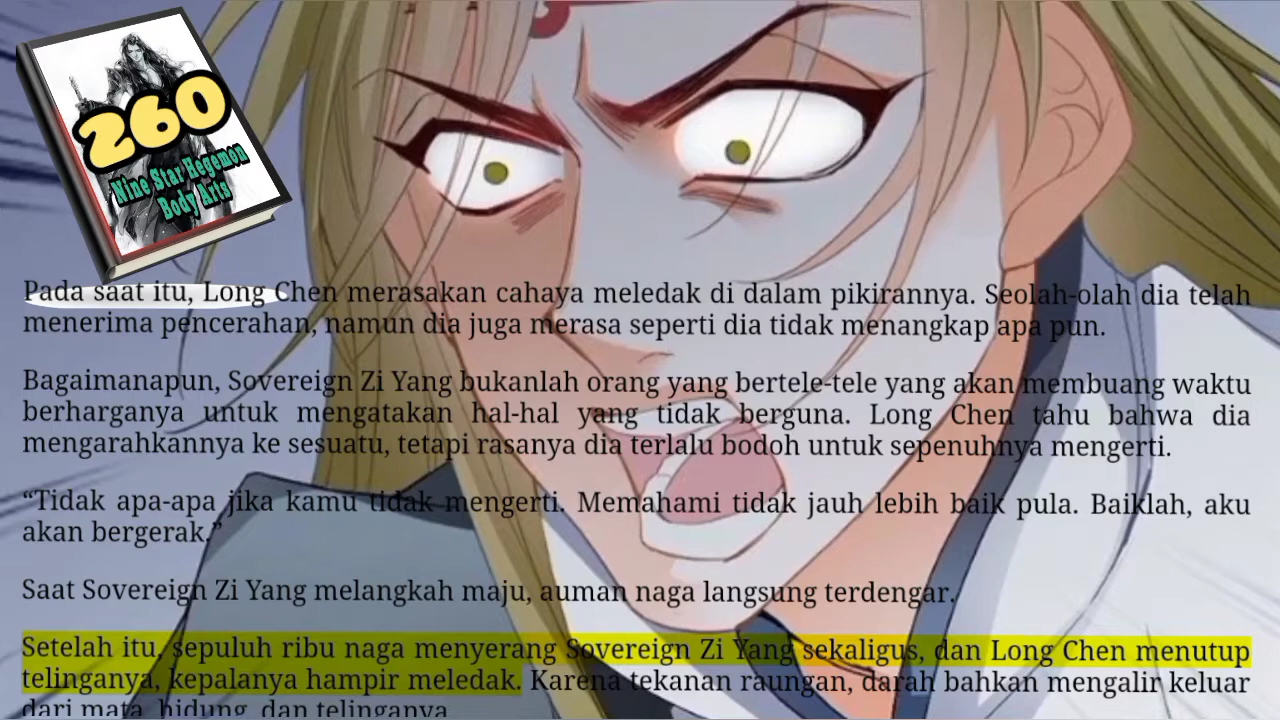 260
Nine Star Hegemon
Body Arts
Pada saat itu, Long Chen merasakan cahaya meledak di dalam pikirannya. Seolah-olah dia telah
menerima pencerahan, namun dia juga merasa seperti dia tidak menangkap apa pun.
Bagaimanapun, Sovereign Zi Yang bukanlah orang yang bertele-tele yang akan membuang waktu
berharganya untuk mengatakan hal-hal yang tidak berguna. Long Chen tahu bahwa dia
mengarahkannya ke sesuatu, tetapi rasanya dia terlalu bodoh untuk sepenuhnya mengerti.
“Tidak apa-apa jika kamu tidak mengerti. Memahami tidak jauh lebih baik pula. Baiklah, aku
akan bergerak.”
Saat Sovereign Zi Yang melangkah maju, auman naga langsung terdengar.
Setelah itu, sepuluh ribu naga menyerang Sovereign Zi Yang sekaligus, dan Long Chen menutup
telinganya, kepalanya hampir meledak. Karena tekanan raungan, darah bahkan mengalir keluar
dari mata, hidung, dan telinganya